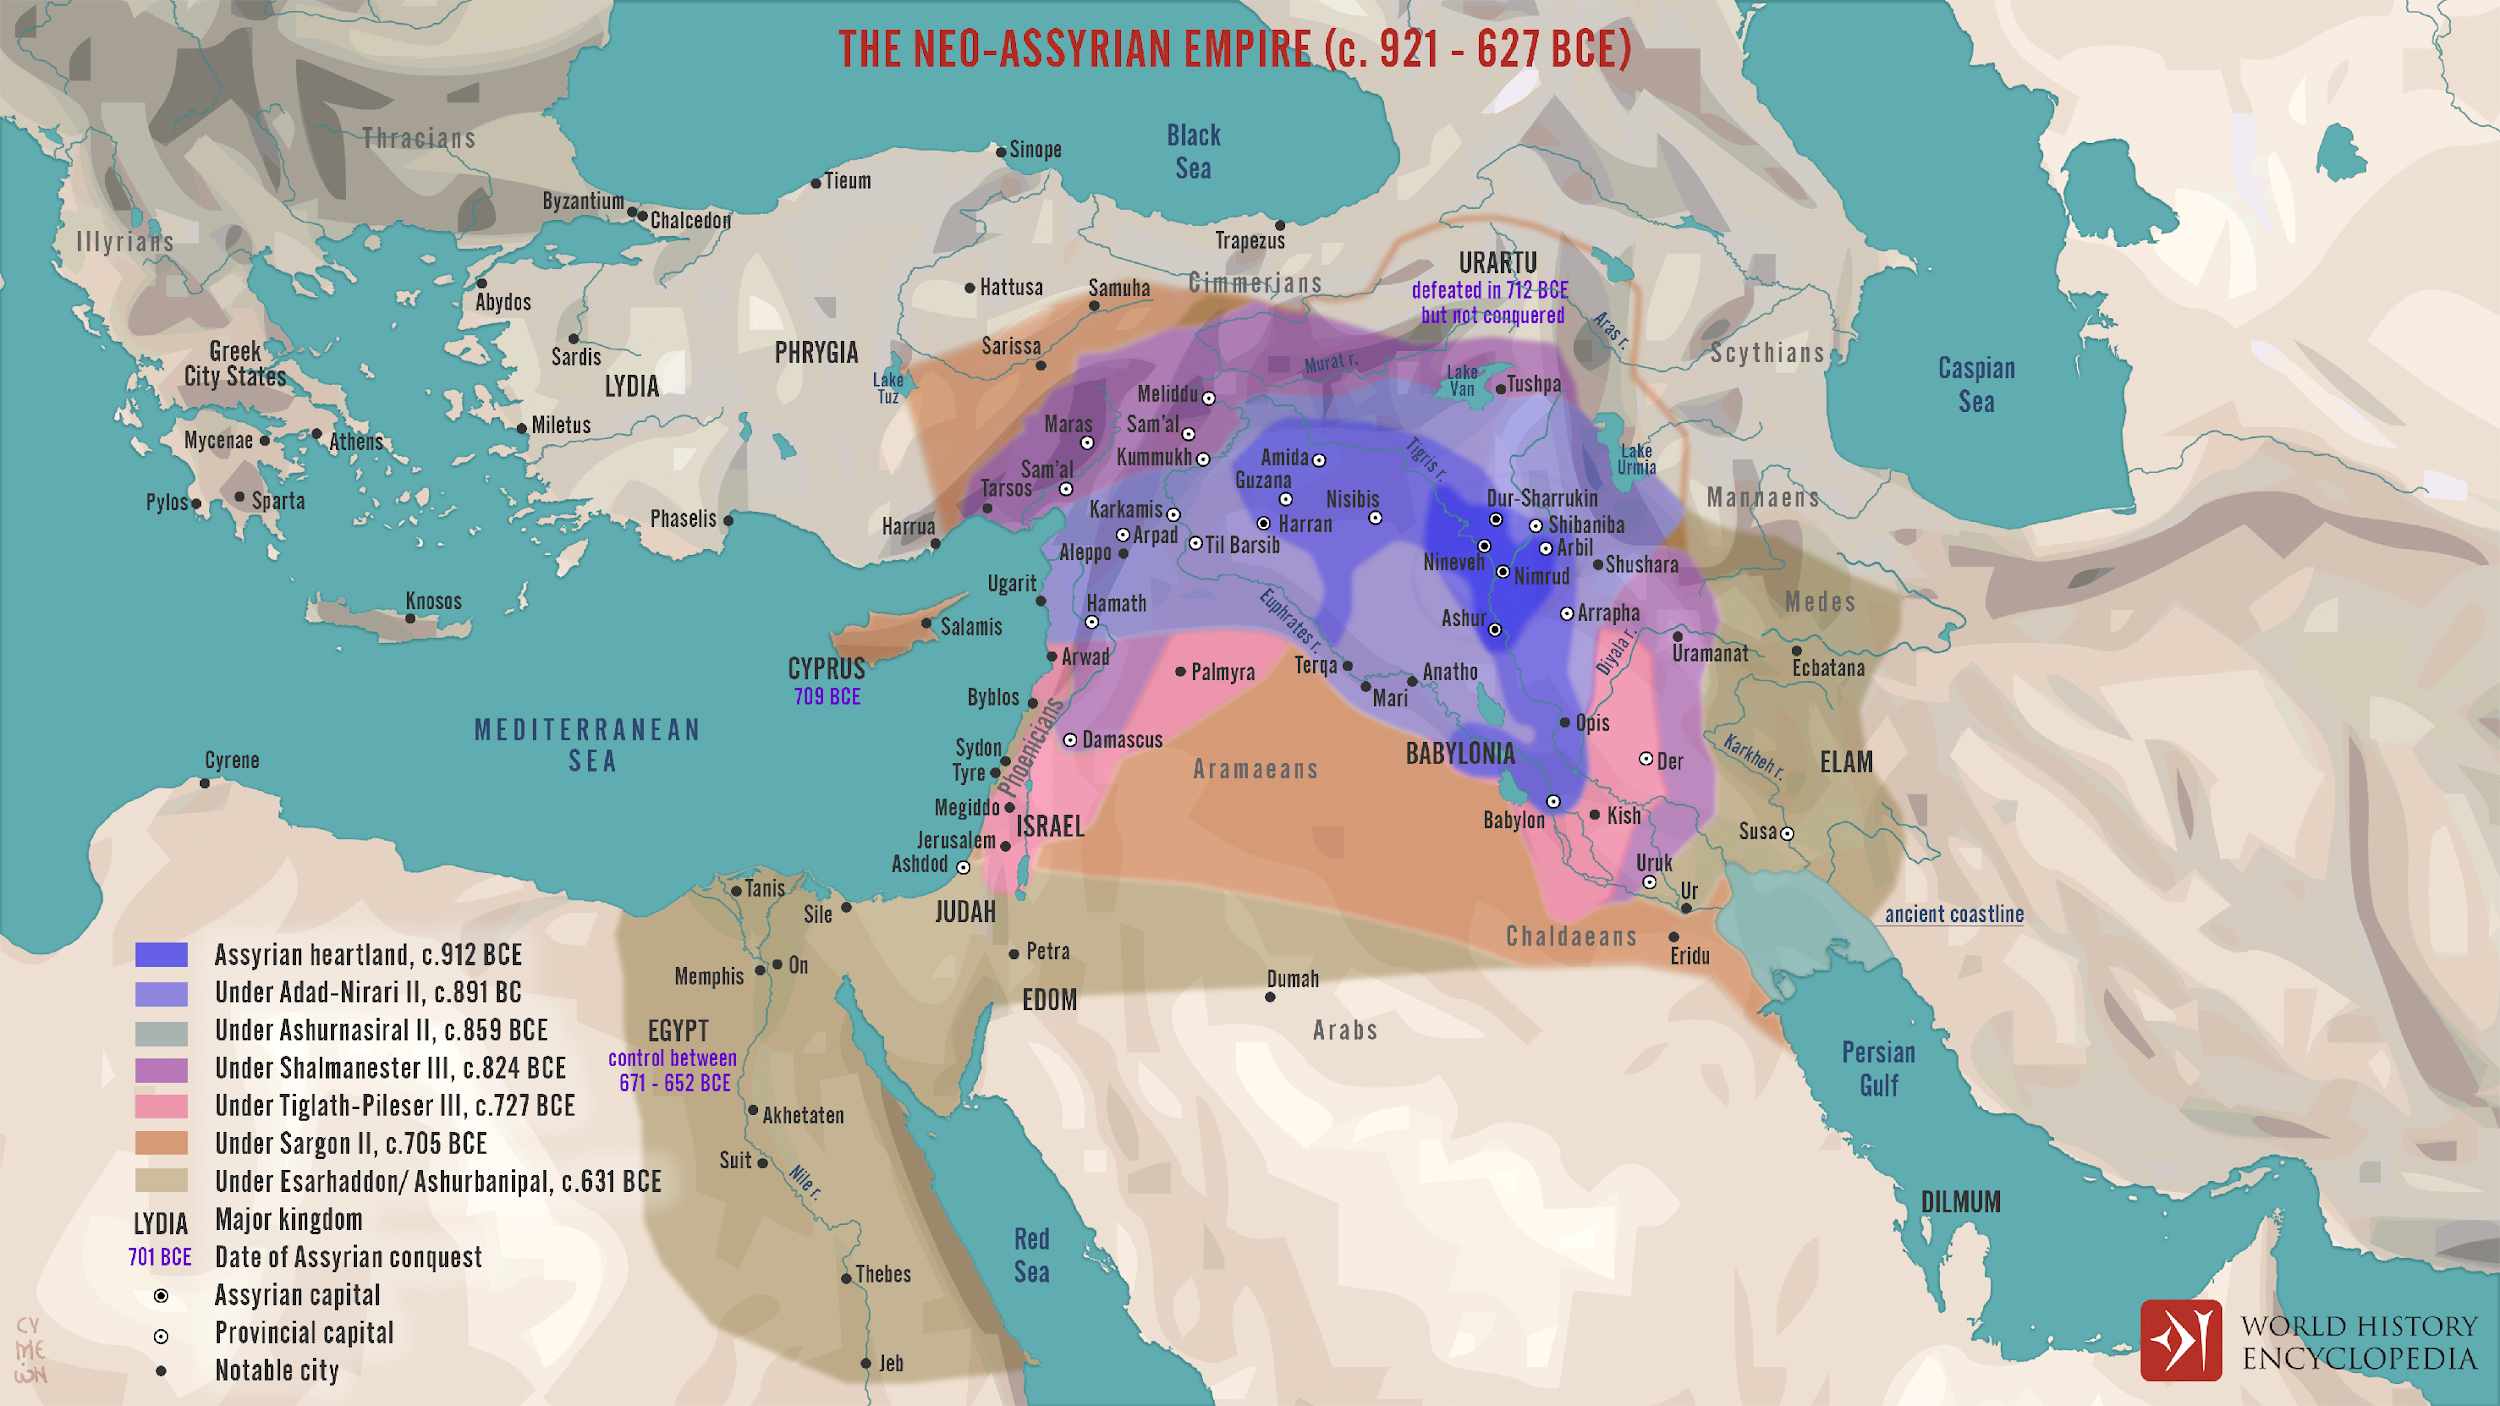 THE NEO-ASSYRIAN EMPIRE (c. 921 - 627 BCE)
Thracians
Illyrians
Byzantium
Chalcedon
Tieum
Sinope
Black
Sea
Trapezus
Cimmerians
Hattusa
Samuha
Sarissa
URARTU
defeated in 712 BCE
but not conquered
Aras r.
Scythians
Caspian
Sea
Abydos
Sardis
LYDIA
PHRYGIA
Lake
Tuz
Greek
City States
Mycenae
Athens
Miletus
Pylos
Sparta
Phaselis
Harrua
Knosos
Meliddu
Murat r.
Lake
Van
Tushpa
Maras
Sam'al
Kummukh
Sam'al
Tarsos
Amida
Guzana
Tigris r.
Lake
Urmia
Mannaens
Karkamis
Arpad
Aleppo
Til Barsib
Harran
Nisibis
Dur-Sharrukin
Shibaniba
Arbil
Nineveh
Nimrud
Shushara
Ugarit
Hamath
Euphrates r.
Ashur
Arrapha
Medes
Salamis
CYPRUS
709 BCE
Arwad
Palmyra
Terqa
Mari
Anatho
Diyala r.
Uramanat
Ecbatana
Byblos
Phoenicians
Sydon
Tyre
Damascus
Aramaeans
BABYLONIA
Opis
Der
Karkheh r.
ELAM
MEDITERRANEAN
SEA
Cyrene
Megiddo
ISRAEL
Jerusalem
Ashdod
Babylon
Kish
Susa
Uruk
Ur
Tanis
Sile
JUDAH
Chaldaeans
Eridu
ancient coastline
Memphis
On
Petra
EDOM
Dumah
Arabs
EGYPT
control between
671 - 652 BCE
Persian
Gulf
Akhetaten
Suit
Nile r.
DILMUM
Red
Sea
Thebes
Jeb
Assyrian heartland, c.912 BCE
Under Adad-Nirari II, c.891 BC
Under Ashurnasiral II, c.859 BCE
Under Shalmanester III, c.824 BCE
Under Tiglath-Pileser III, c.727 BCE
Under Sargon II, c.705 BCE
Under Esarhaddon/ Ashurbanipal, c.631 BCE
LYDIA Major kingdom
701 BCE Date of Assyrian conquest
Assyrian capital
Provincial capital
Notable city
WORLD HISTORY
ENCYCLOPEDIA